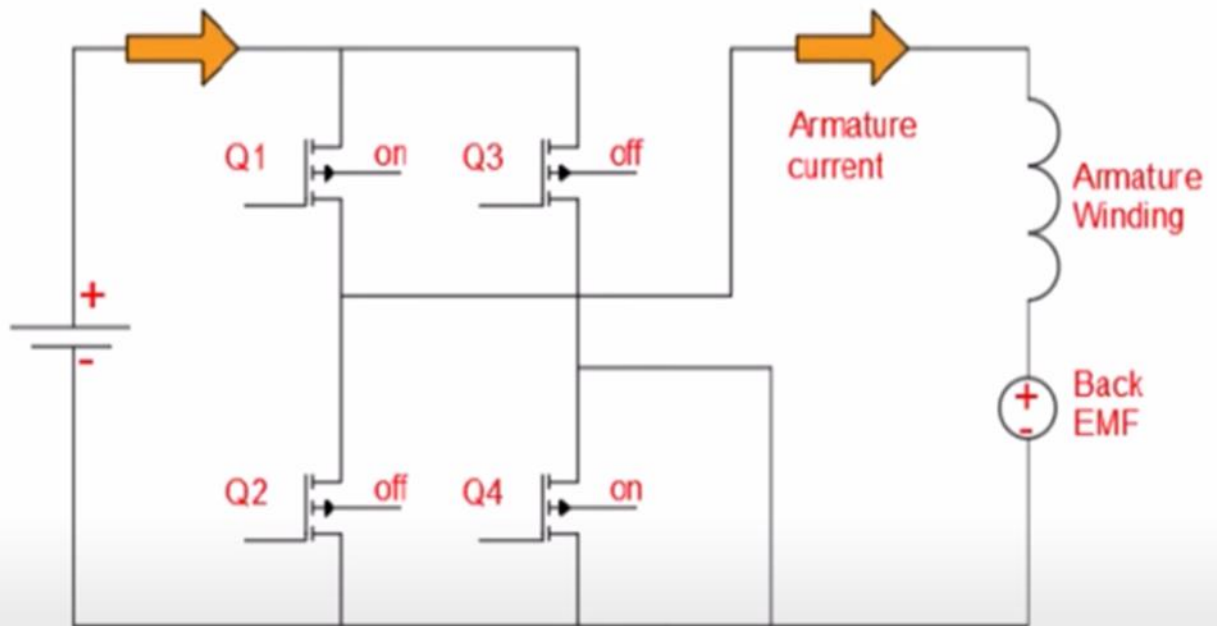 Q1
on
Q3
off
Armature
current
Armature
Winding
+
-
+
-
Back
EMF
Q2
off
Q4
on